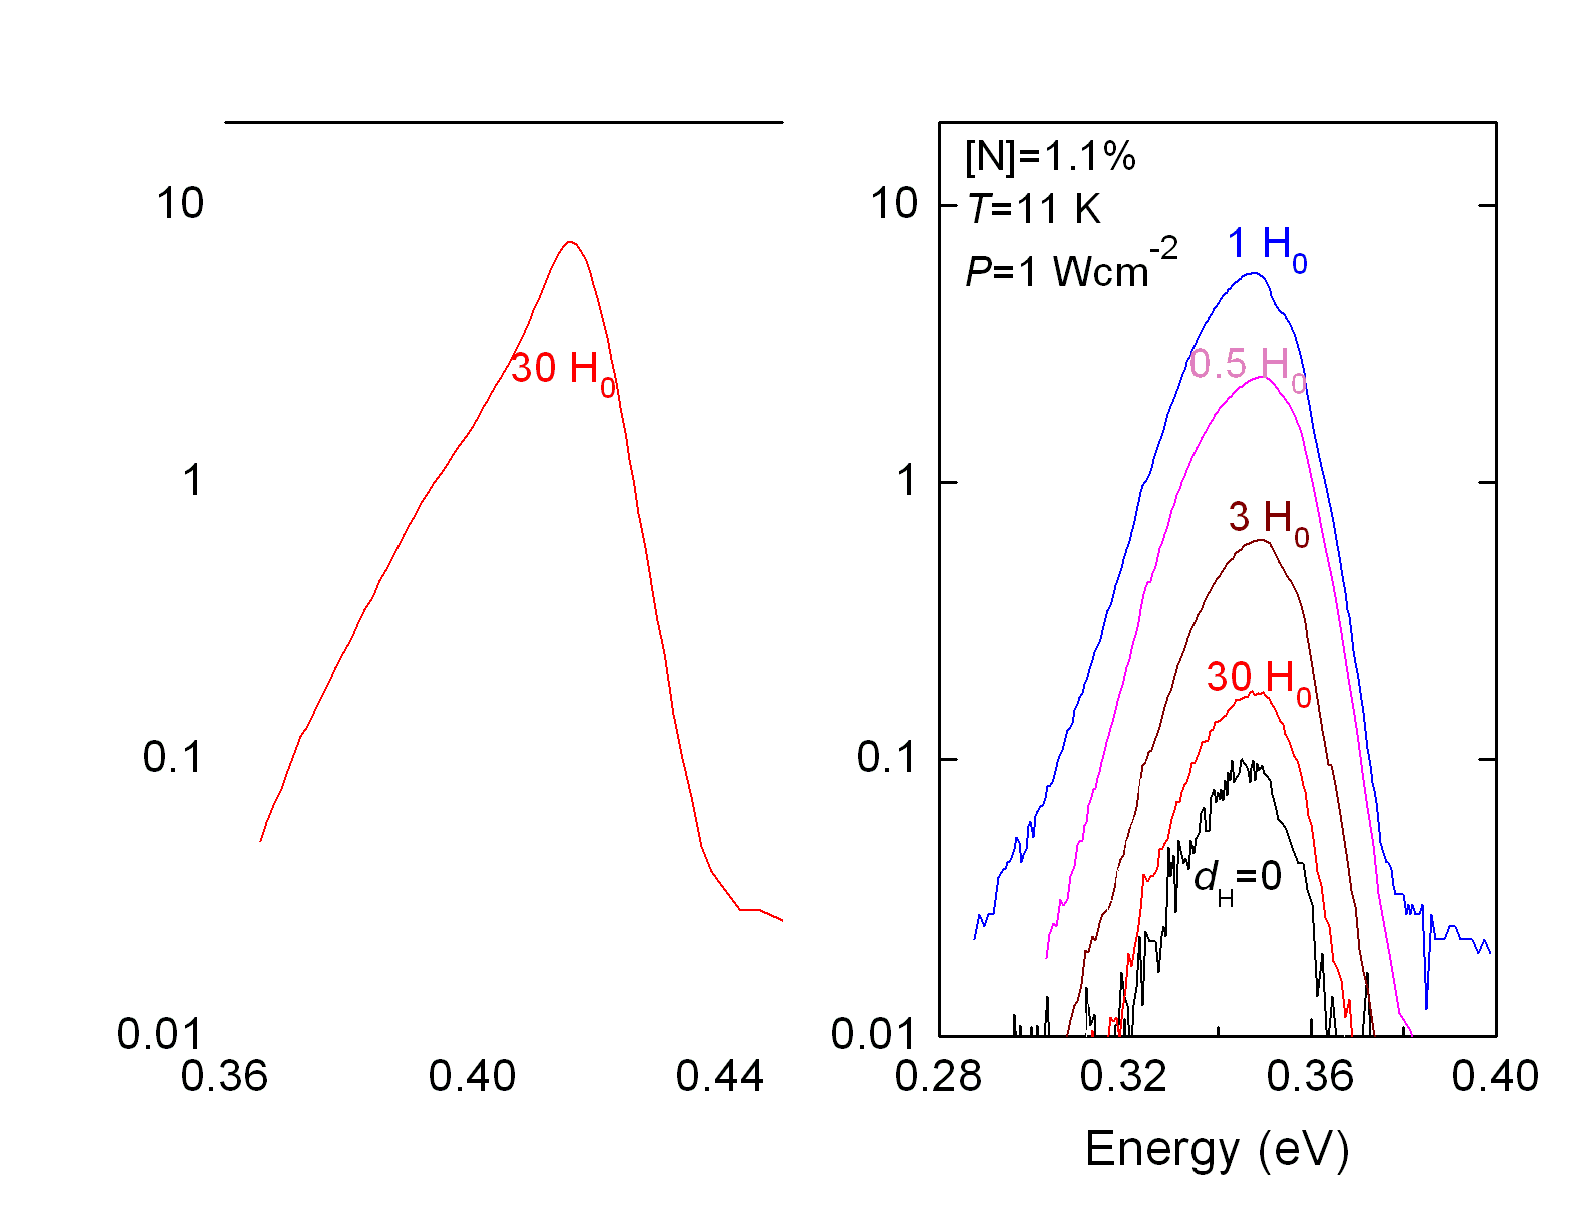 10
1
0.1
0.01
0.36 0.40 0.44
30 H0
[N]=1.1%
T=11 K
P=1 Wcm-2
1 H0
0.5 H0
3 H0
30 H0
dH=0
10
1
0.1
0.01
0.28 0.32 0.36 0.40
Energy (eV)